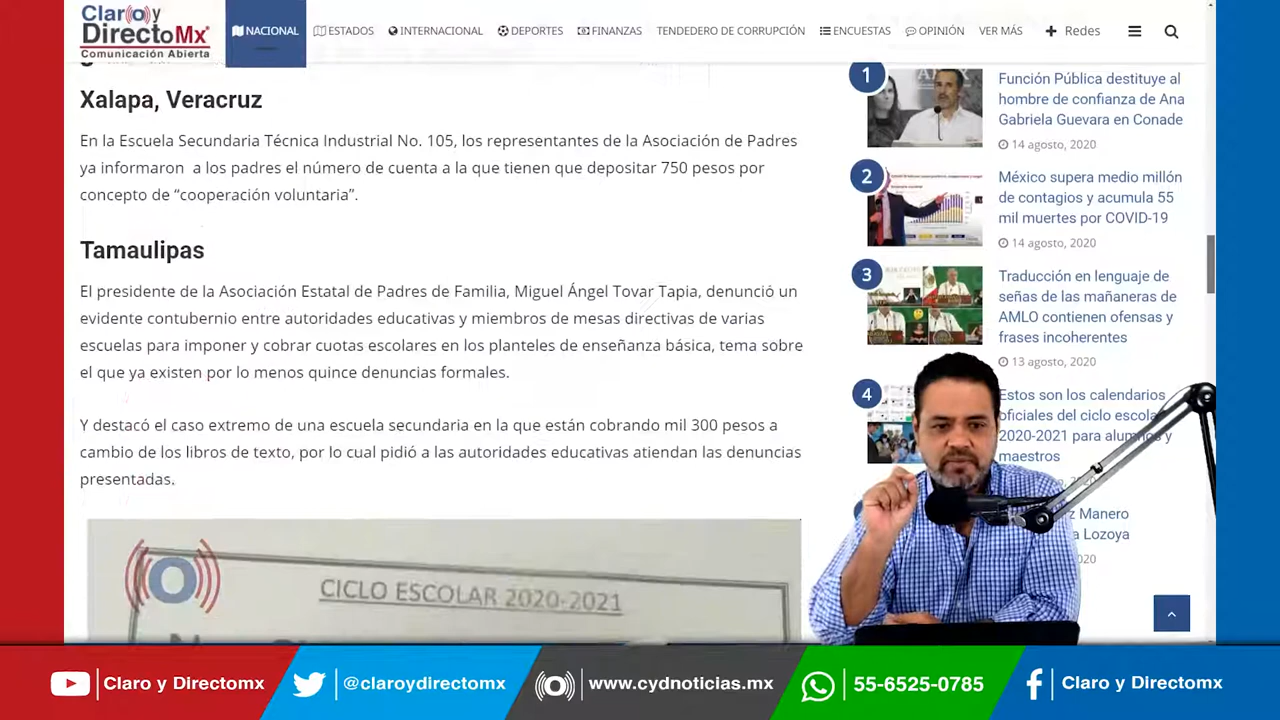 Claro y
DirectoMx
Comunicación Abierta
NACIONAL
ESTADOS
INTERNACIONAL
DEPORTES
FINANZAS
TENDEDERO DE CORRUPCIÓN
ENCUESTAS
OPINIÓN
VER MÁS
Redes
Xalapa, Veracruz
En la Escuela Secundaria Técnica Industrial No. 105, los representantes de la Asociación de Padres
ya informaron a los padres el número de cuenta a la que tienen que depositar 750 pesos por
concepto de “cooperación voluntaria”.
Tamaulipas
El presidente de la Asociación Estatal de Padres de Familia, Miguel Ángel Tovar Tapia, denunció un
evidente contubernio entre autoridades educativas y miembros de mesas directivas de varias
escuelas para imponer y cobrar cuotas escolares en los planteles de enseñanza básica, tema sobre
el que ya existen por lo menos quince denuncias formales.
Y destacó el caso extremo de una escuela secundaria en la que están cobrando mil 300 pesos a
cambio de los libros de texto, por lo cual pidió a las autoridades educativas atiendan las denuncias
presentadas.
CICLO ESCOLAR 2020-2021
1
Función Pública destituye al
hombre de confianza de Ana
Gabriela Guevara en Conade
14 agosto, 2020
2
México supera medio millón
de contagios y acumula 55
mil muertes por COVID-19
14 agosto, 2020
3
Traducción en lenguaje de
señas de las mañaneras de
AMLO contienen ofensas y
frases incoherentes
13 agosto, 2020
4
Estos son los calendarios
oficiales del ciclo escolar
2020-2021 para alumnos y
maestros
2020
Manero
Lozoya
2020
Claro y Directomx
@claroydirectomx
www.cydnoticias.mx
55-6525-0785
Claro y Directomx